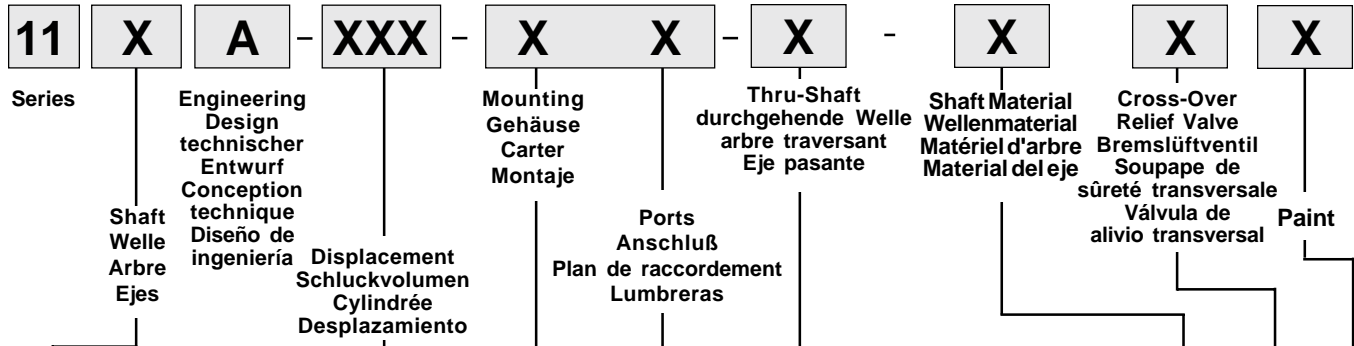 11 X A – XXX – X X – X - X X X
Series
Engineering
Design
technischer
Entwurf
Conception
technique
Diseño de
ingeniería
Mounting
Gehäuse
Carter
Montaje
Thru-Shaft
durchgehende Welle
arbre traversant
Eje pasante
Shaft Material
Wellenmaterial
Matériel d'arbre
Material del eje
Cross-Over
Relief Valve
Bremslüftventil
Soupape de
sûreté transversale
Válvula de
alivio transversal
Shaft
Welle
Arbre
Ejes
Displacement
Schluckvolumen
Cylindrée
Desplazamiento
Ports
Anschluß
Plan de raccordement
Lumbreras
Paint